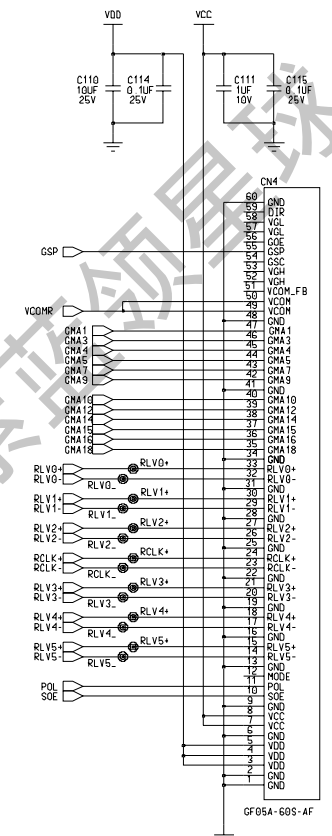 VDD VCC
C110 10UF 25V
C114 0.1UF 25V
C111 1UF 10V
C115 0.1UF 25V
CN4
60 GND
59 DIR
58 VGL
57 VGL
56 GOE
GSP 55 GSP
54 GSC
53 VGH
52 VGH
51 VCOM_FB
50 VCOM
VCOMR 49 VCOM
48 GND
GMA1 47 GMA1
GMA3 46 GMA3
GMA4 45 GMA4
GMA5 44 GMA5
GMA7 43 GMA7
GMA9 42 GMA9
41 GND
GMA10 40 GMA10
GMA12 39 GMA12
GMA14 38 GMA14
GMA15 37 GMA15
GMA16 36 GMA16
GMA18 35 GMA18
34 GND
RLV0+ RLV0+ 33 RLV0+
RLV0- RLV0_ 32 RLV0-
31 GND
RLV1+ RLV1+ 30 RLV1+
RLV1- RLV1_ 29 RLV1-
28 GND
RLV2+ RLV2+ 27 RLV2+
RLV2- RLV2_ 26 RLV2-
25 GND
RCLK+ RCLK+ 24 RCLK+
RCLK- RCLK_ 23 RCLK-
22 GND
RLV3+ RLV3+ 21 RLV3+
RLV3- RLV3_ 20 RLV3-
19 GND
RLV4+ RLV4+ 18 RLV4+
RLV4- RLV4_ 17 RLV4-
16 GND
RLV5+ RLV5+ 15 RLV5+
RLV5- RLV5_ 14 RLV5-
13 GND
12 MODE
POL 11 POL
SOE 10 SOE
9 GND
8 VCC
7 VCC
6 GND
5 VDD
4 VDD
3 VDD
2 GND
1 GND
GF05A-60S-AF
蓝领星球